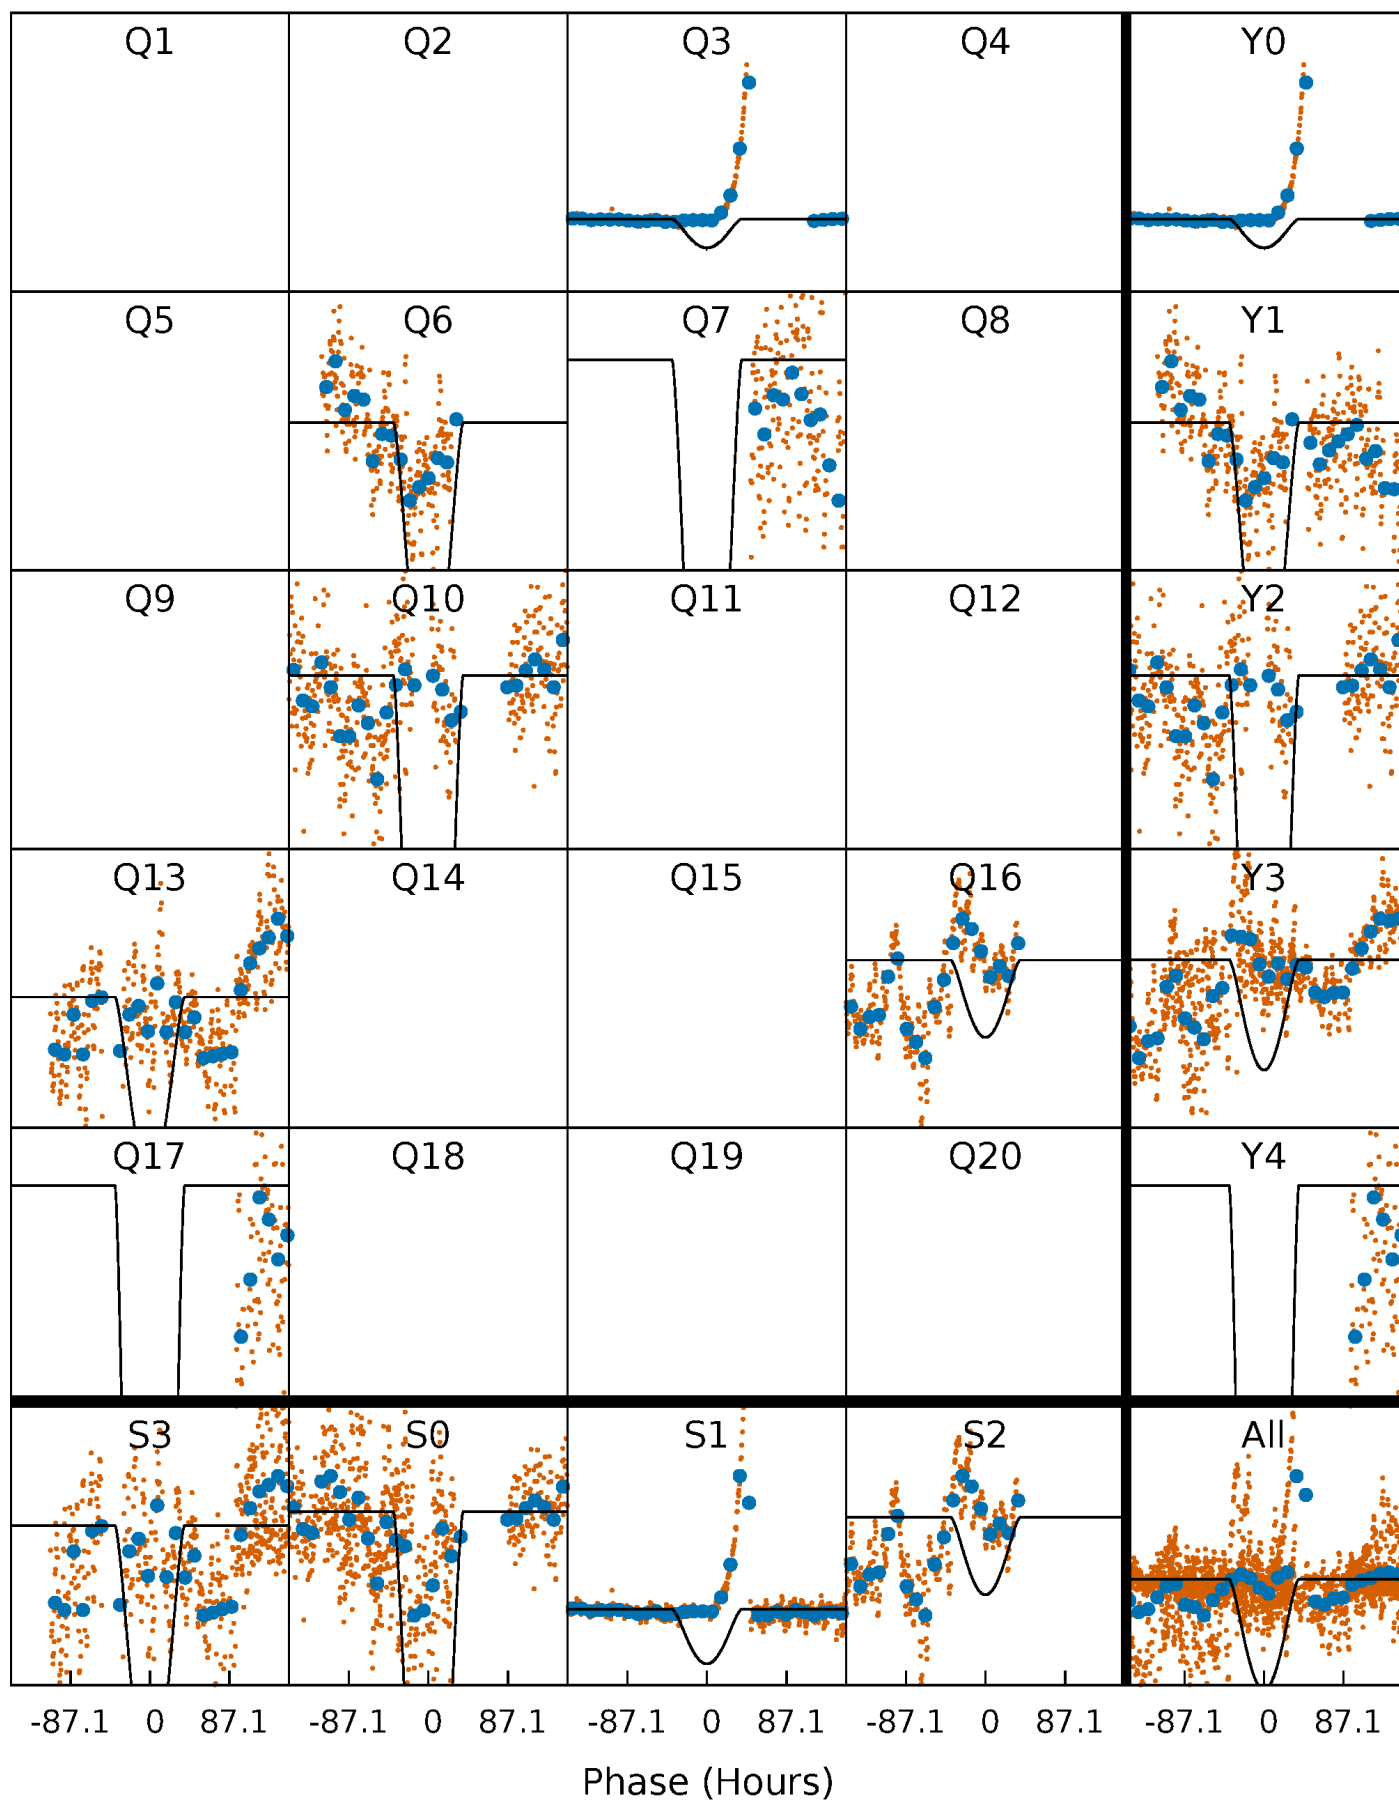 Q1 Q2 Q3 Q4 Y0
Q5 Q6 Q7 Q8 Y1
Q9 Q10 Q11 Q12 Y2
Q13 Q14 Q15 Q16 Y3
Q17 Q18 Q19 Q20 Y4
S3 S0 S1 S2 All
-87.1 0 87.1 -87.1 0 87.1 -87.1 0 87.1 -87.1 0 87.1 -87.1 0 87.1
Phase (Hours)